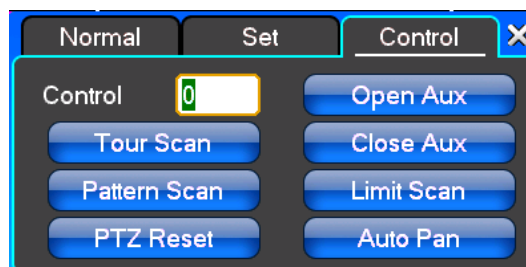 Normal Set Control
Control 0 Open Aux
Tour Scan Close Aux
Pattern Scan Limit Scan
PTZ Reset Auto Pan